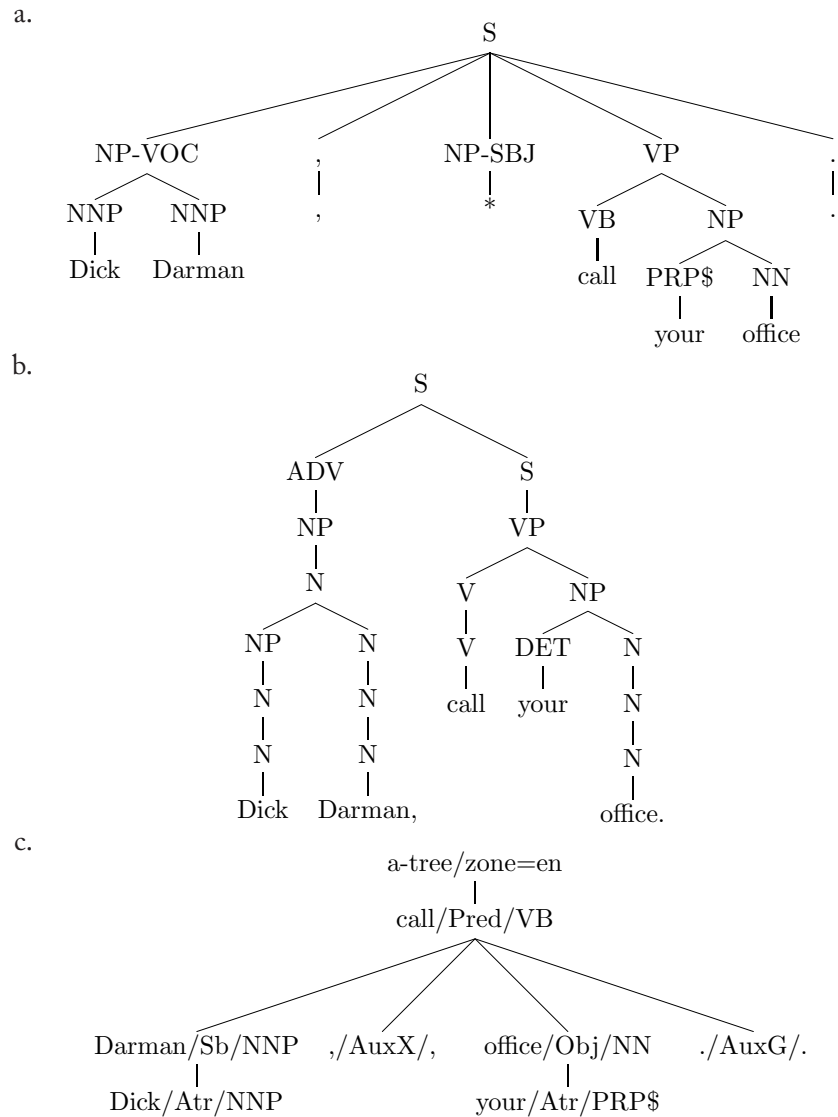 a.
S
NP-VOC , NP-SBJ VP .
NNP NNP , * VB NP .
Dick Darman call PRP$ NN
your office
b.
S
ADV S
NP VP
N V NP
NP N V DET N
N N call your N
N N N
Dick Darman, office.
c.
a-tree/zone=en
call/Pred/VB
Darman/Sb/NNP ,/AuxX/, office/Obj/NN ./AuxG/.
Dick/Atr/NNP your/Atr/PRP$